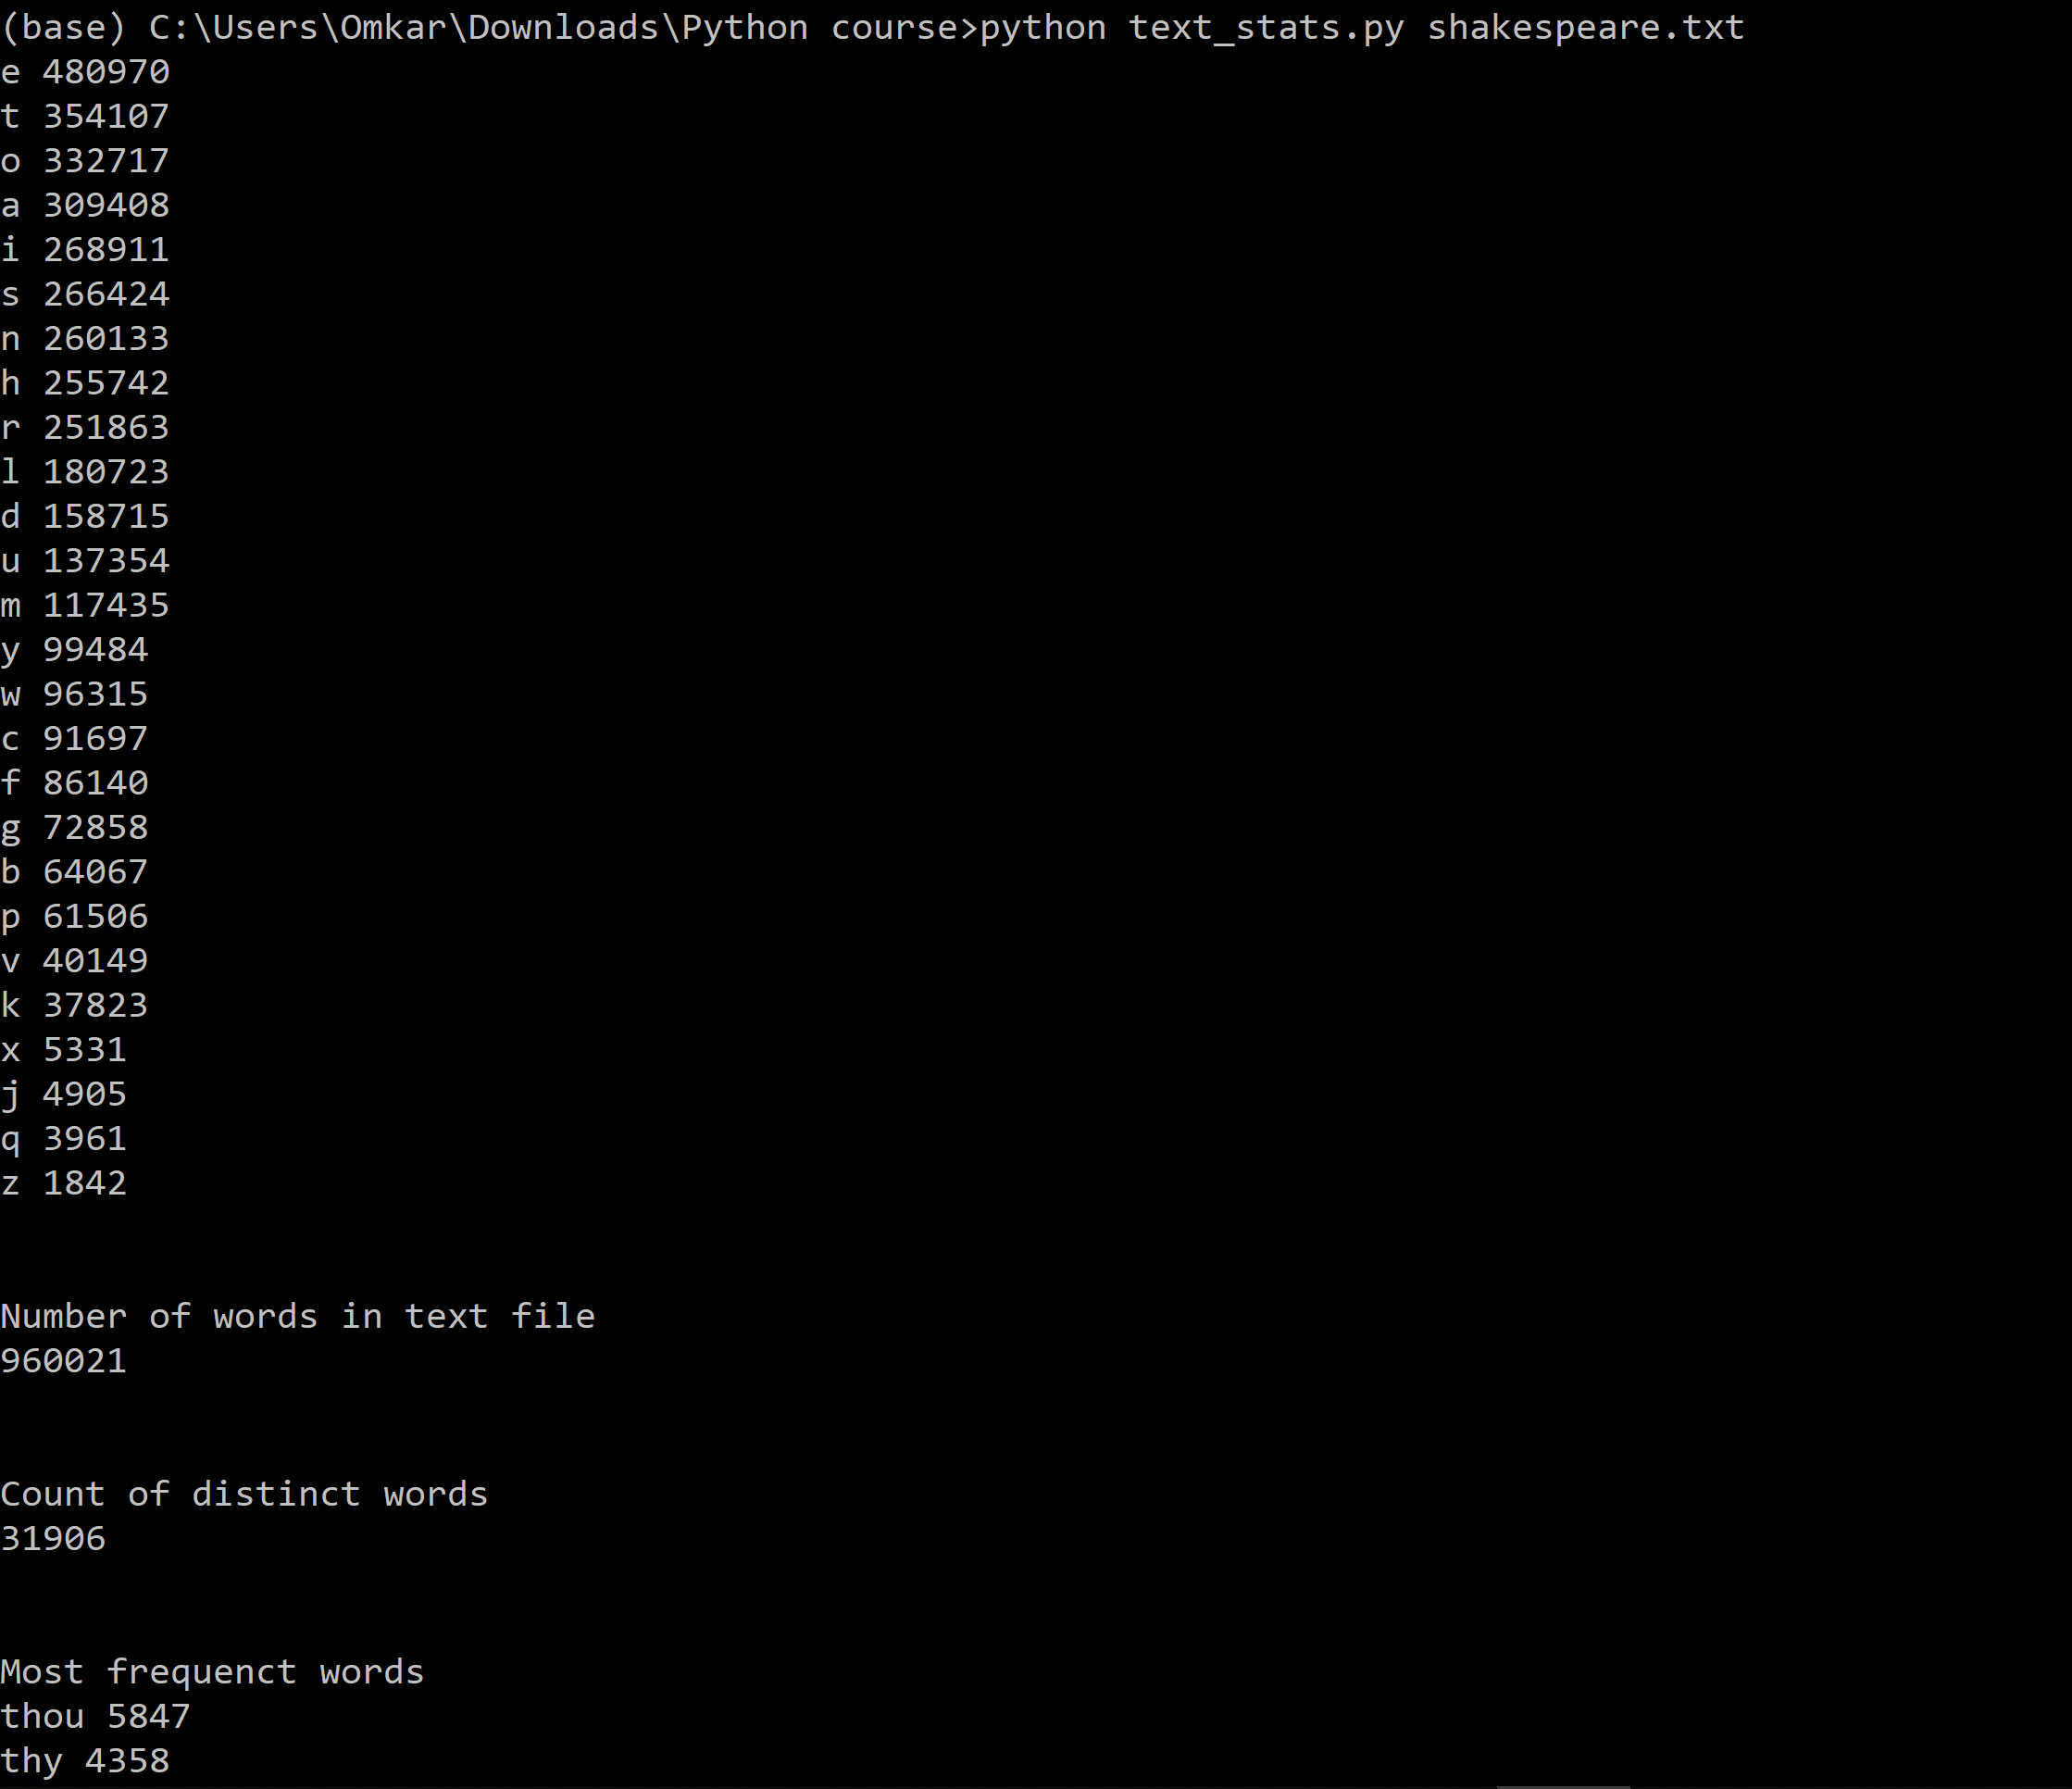 (base) C:\Users\Omkar\Downloads\Python course>python text_stats.py shakespeare.txt
e 480970
t 354107
o 332717
a 309408
i 268911
s 266424
n 260133
h 255742
r 251863
l 180723
d 158715
u 137354
m 117435
y 99484
w 96315
c 91697
f 86140
g 72858
b 64067
p 61506
v 40149
k 37823
x 5331
j 4905
q 3961
z 1842
Number of words in text file
960021
Count of distinct words
31906
Most frequenct words
thou 5847
thy 4358